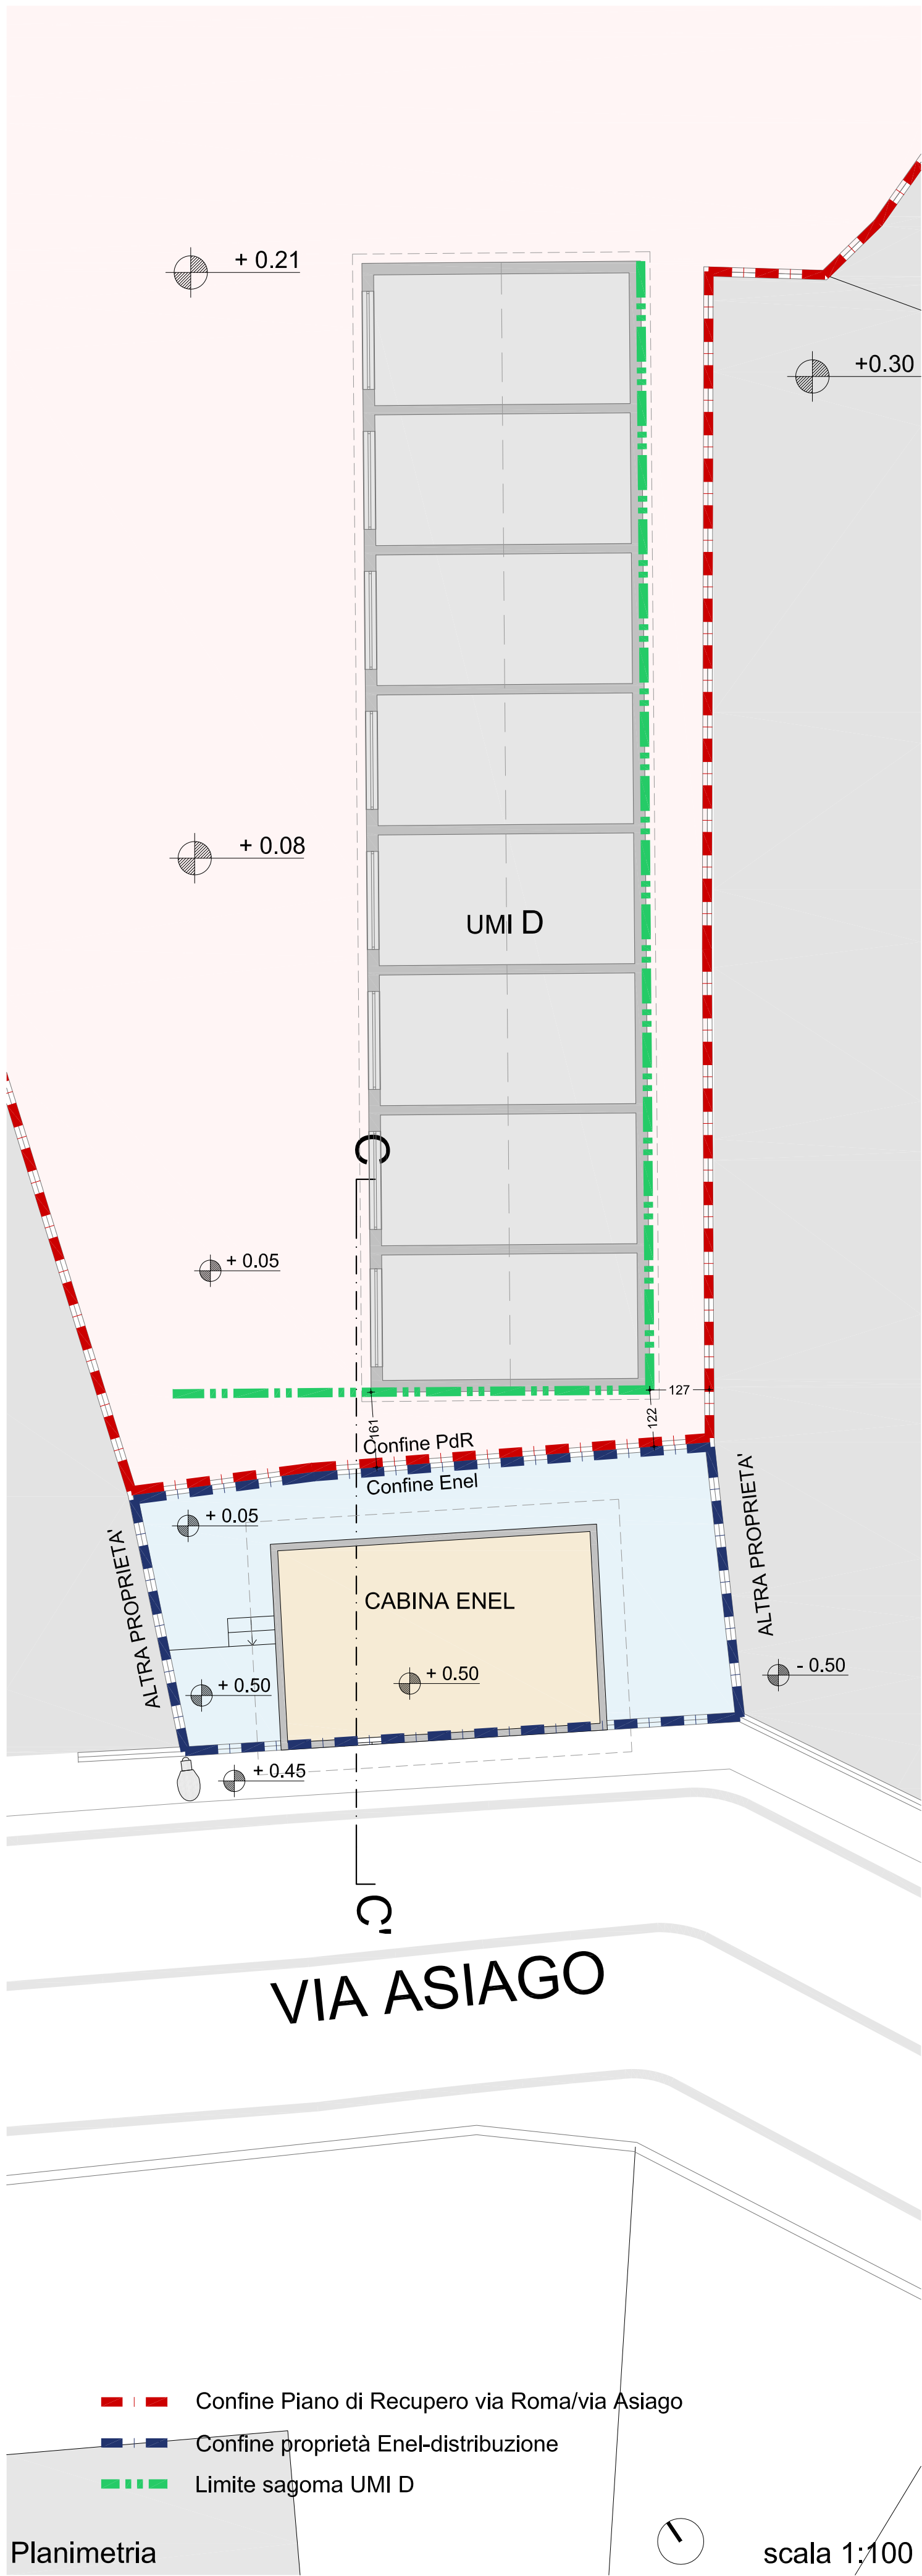 + 0.21
+0.30
+ 0.08
UMI D
C
+ 0.05
127
161
122
Confine PdR
Confine Enel
+ 0.05
ALTRA PROPRIETA'
ALTRA PROPRIETA'
CABINA ENEL
+ 0.50
+ 0.50
- 0.50
+ 0.45
C'
VIA ASIAGO
Confine Piano di Recupero via Roma/via Asiago
Confine proprietà Enel-distribuzione
Limite sagoma UMI D
Planimetria
scala 1:100